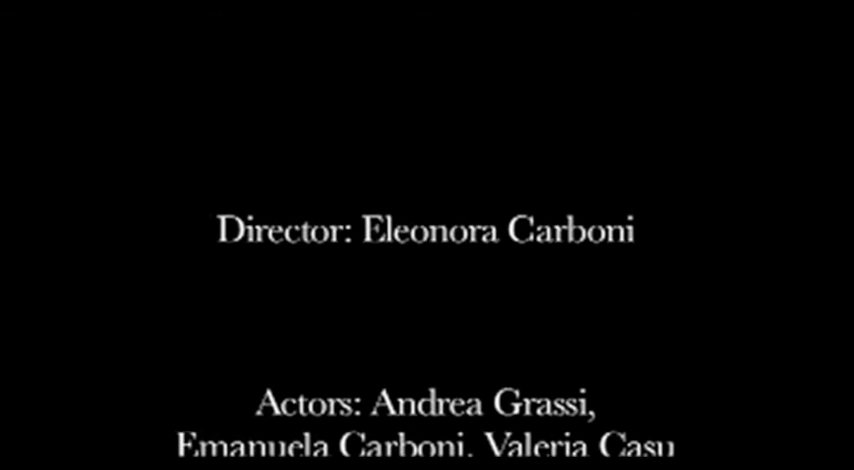 Director: Eleonora Carboni
Actors: Andrea Grassi,
Emanuela Carboni, Valeria Casu